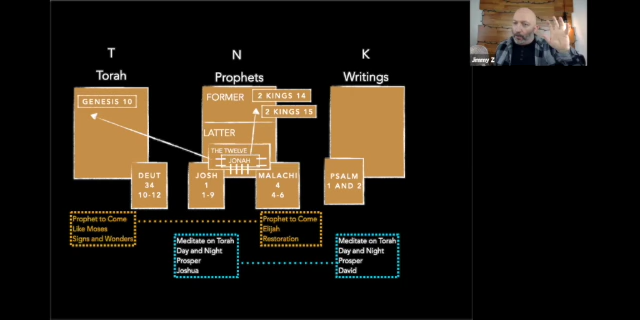 T
N
K
Torah
Prophets
Writings
GENESIS 10
FORMER
2 KINGS 14
2 KINGS 15
LATTER
THE TWELVE
JONAH
DEUT
34
10-12
JOSH
1
1-9
MALACHI
4
4-6
PSALM
1 AND 2
Prophet to Come
Like Moses
Signs and Wonders
Prophet to Come
Elijah
Restoration
Meditate on Torah
Day and Night
Prosper
Joshua
Meditate on Torah
Day and Night
Prosper
David
Jimmy Z